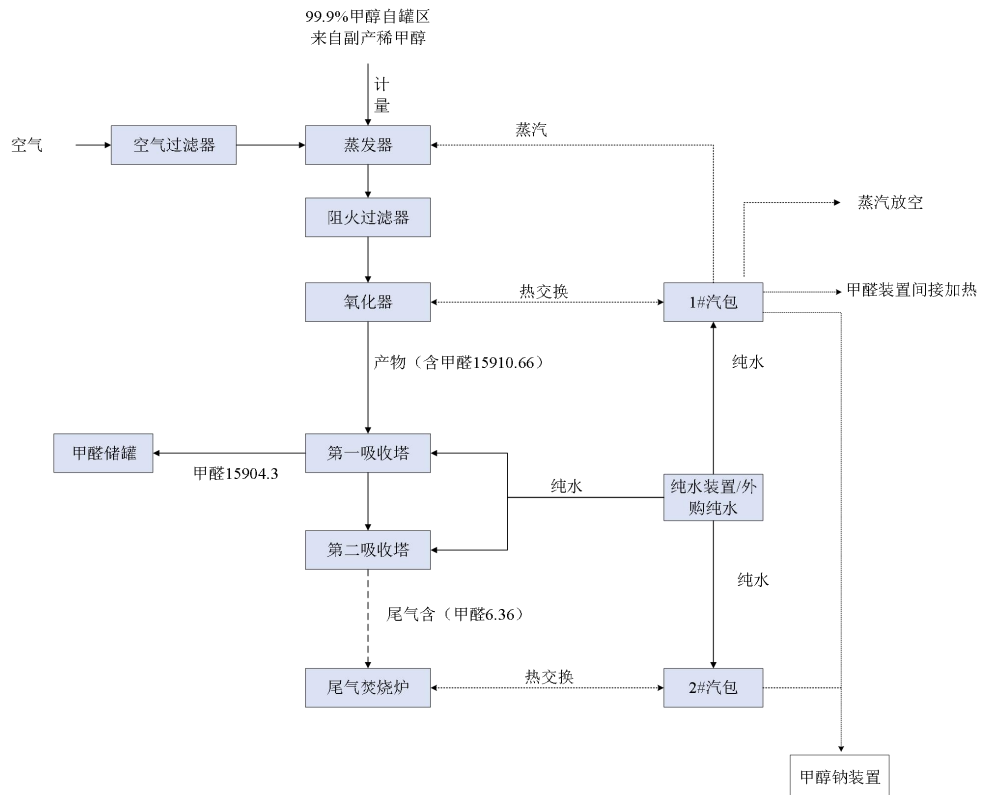 99.9%甲醇自罐区
来自副产稀甲醇
计
量
空气
空气过滤器
蒸发器
蒸汽
阻火过滤器
蒸汽放空
氧化器
热交换
1#汽包
甲醛装置间接加热
产物（含甲醛15910.66）
纯水
甲醛储罐
甲醛15904.3
第一吸收塔
纯水
纯水装置/外
购纯水
第二吸收塔
纯水
尾气含（甲醛6.36）
尾气焚烧炉
热交换
2#汽包
甲醇钠装置